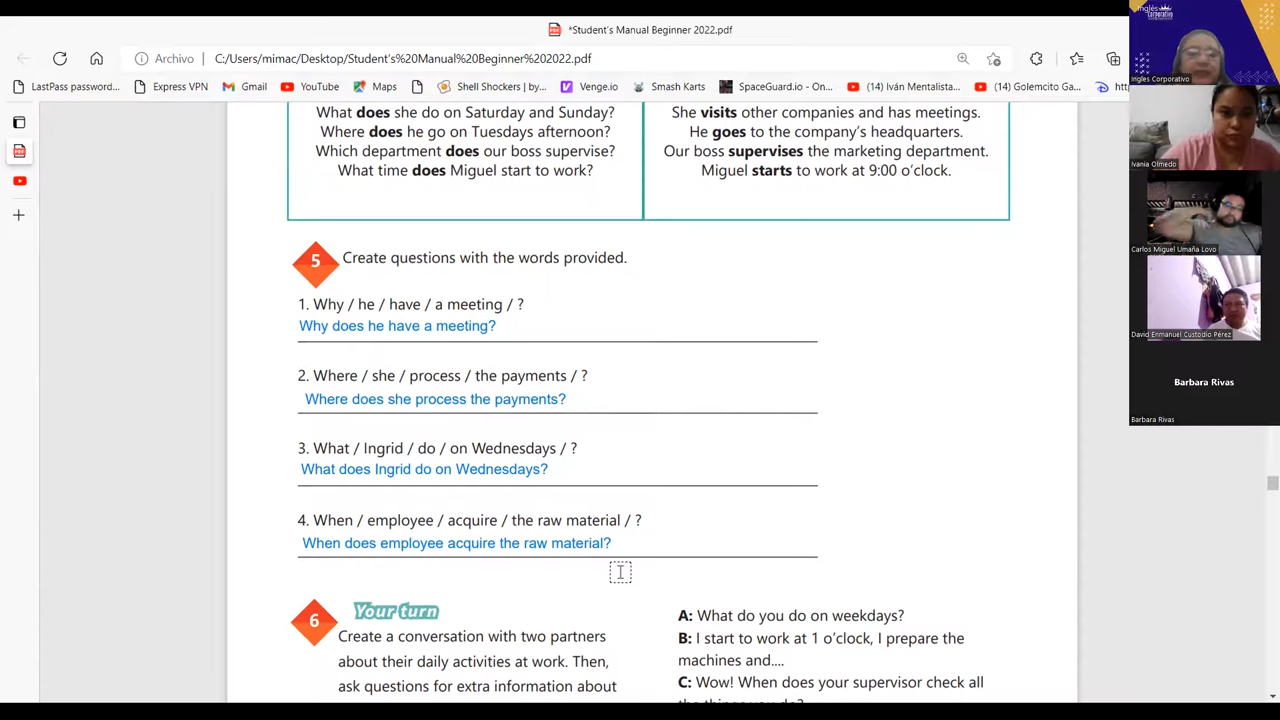 *Student's Manual Beginner 2022.pdf
Archivo
C:/Users/mimac/Desktop/Student's%20Manual%20Beginner%202022.pdf
LastPass password...
Express VPN
Gmail
YouTube
Maps
Shell Shockers | by...
Venge.io
Smash Karts
SpaceGuard.io - On...
(14) Iván Mentalista...
(14) Golemcito Ga...
What does she do on Saturday and Sunday?
Where does he go on Tuesdays afternoon?
Which department does our boss supervise?
What time does Miguel start to work?
She visits other companies and has meetings.
He goes to the company's headquarters.
Our boss supervises the marketing department.
Miguel starts to work at 9:00 o'clock.
5 Create questions with the words provided.
1. Why / he / have / a meeting / ?
Why does he have a meeting?
2. Where / she / process / the payments / ?
Where does she process the payments?
3. What / Ingrid / do / on Wednesdays / ?
What does Ingrid do on Wednesdays?
4. When / employee / acquire / the raw material / ?
When does employee acquire the raw material?
6 Your turn
Create a conversation with two partners
about their daily activities at work. Then,
ask questions for extra information about
A: What do you do on weekdays?
B: I start to work at 1 o'clock, I prepare the
machines and....
C: Wow! When does your supervisor check all
Inglés
Corporativo
Ingles Corporativo
Ivania Olmedo
Carlos Miguel Umaña Lovo
David Enmanuel Custodio Pérez
Barbara Rivas
Barbara Rivas